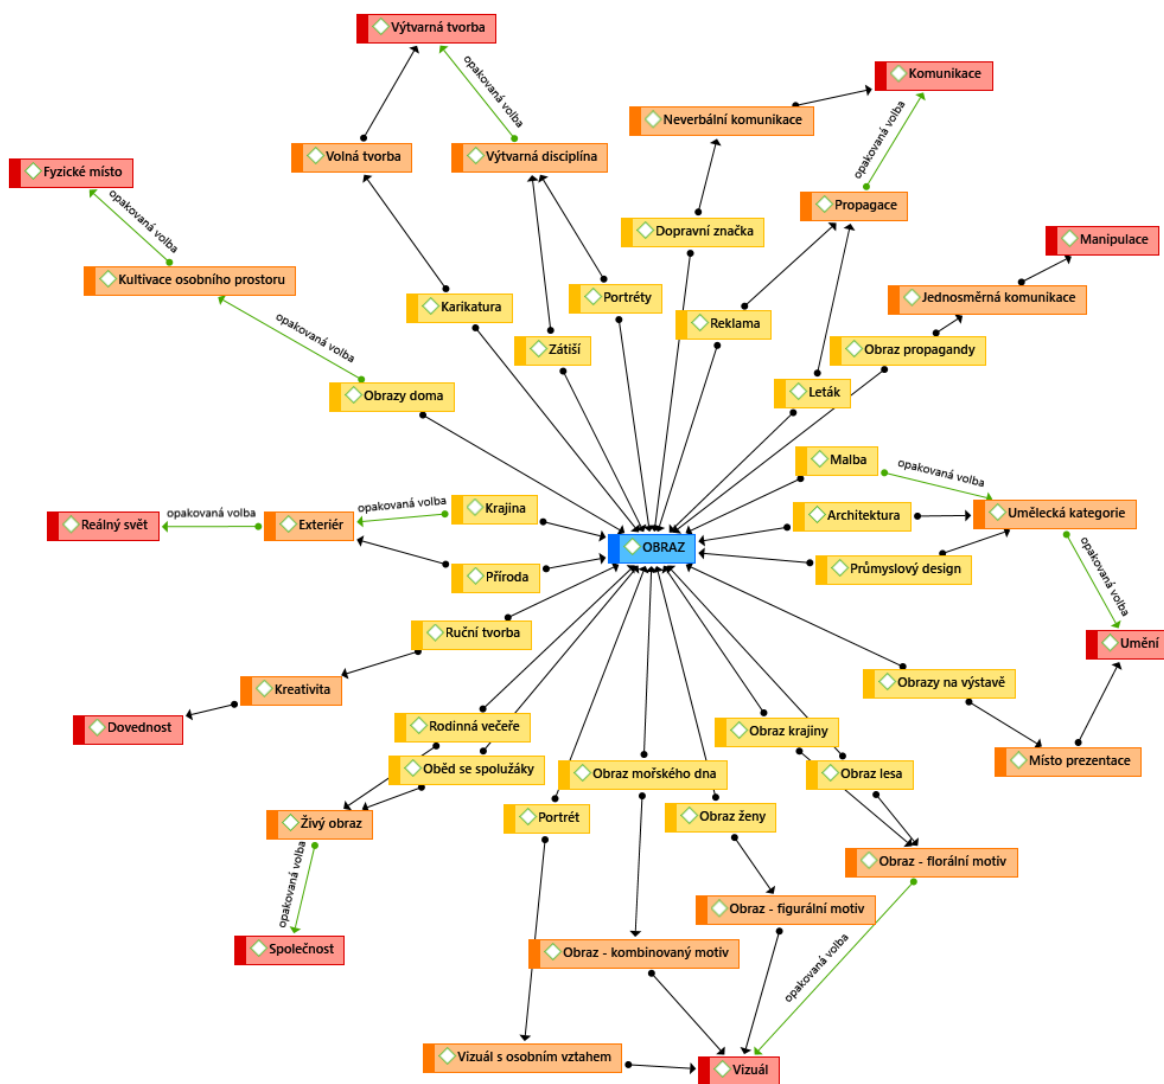 Výtvarná tvorba
opakovaná volba
Komunikace
Neverbální komunikace
opakovaná volba
Volná tvorba
Výtvarná disciplína
Fyzické místo
opakovaná volba
Propagace
Dopravní značka
Manipulace
Kultivace osobního prostoru
Karikatura
Portréty
Jednosměrná komunikace
Reklama
opakovaná volba
Zátiší
Obraz propagandy
Obrazy doma
Leták
Malba
opakovaná volba
Krajina
opakovaná volba
Architektura
Umělecká kategorie
Reálný svět
opakovaná volba
Exteriér
OBRAZ
Příroda
Průmyslový design
opakovaná volba
Ruční tvorba
Umění
Kreativita
Obrazy na výstavě
Dovednost
Rodinná večeře
Obraz krajiny
Místo prezentace
Oběd se spolužáky
Obraz mořského dna
Obraz lesa
Portrét
Obraz ženy
Živý obraz
opakovaná volba
Obraz - florální motiv
Obraz - figurální motiv
Společnost
Obraz - kombinovaný motiv
opakovaná volba
Vizuál s osobním vztahem
Vizuál